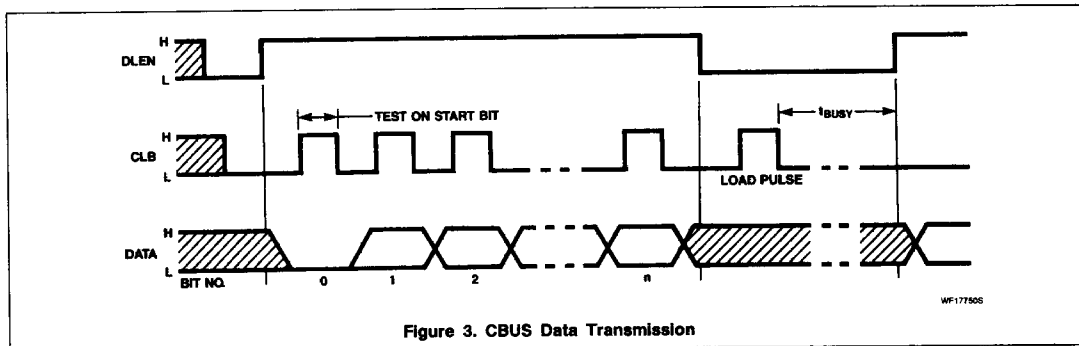 H
DLEN
L
TEST ON START BIT
tBUSY
H
CLB
L
LOAD PULSE
H
DATA
L
BIT NO.
0 1 2 n
WF17750S
Figure 3. CBUS Data Transmission